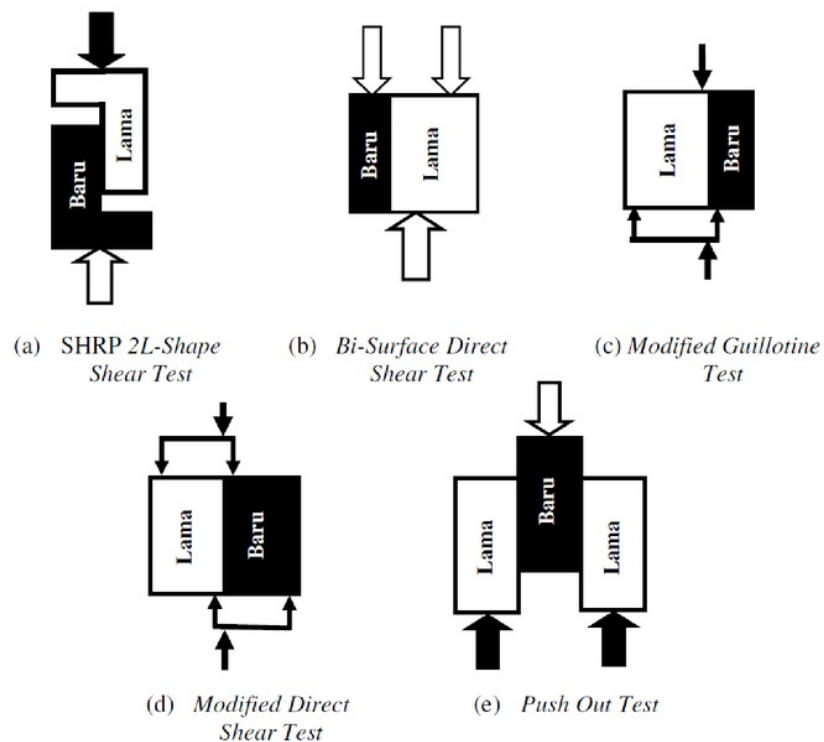 Baru
Lama
Baru
Lama
Lama
Baru
(a) SHRP 2L-Shape
Shear Test
(b) Bi-Surface Direct
Shear Test
(c) Modified Guillotine
Test
Lama
Baru
Lama
Baru
Lama
(d) Modified Direct
Shear Test
(e) Push Out Test